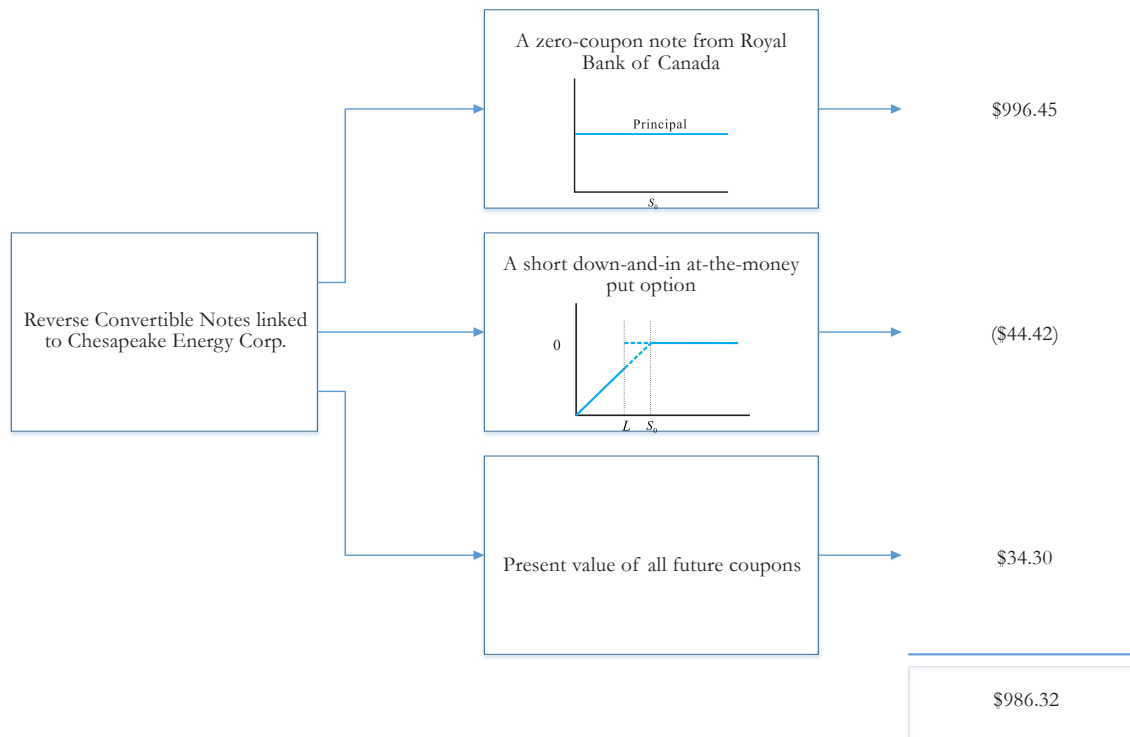 A zero-coupon note from Royal
Bank of Canada
Principal
S₀
$996.45
Reverse Convertible Notes linked
to Chesapeake Energy Corp.
A short down-and-in at-the-money
put option
0
L S₀
($44.42)
Present value of all future coupons
$34.30
$986.32